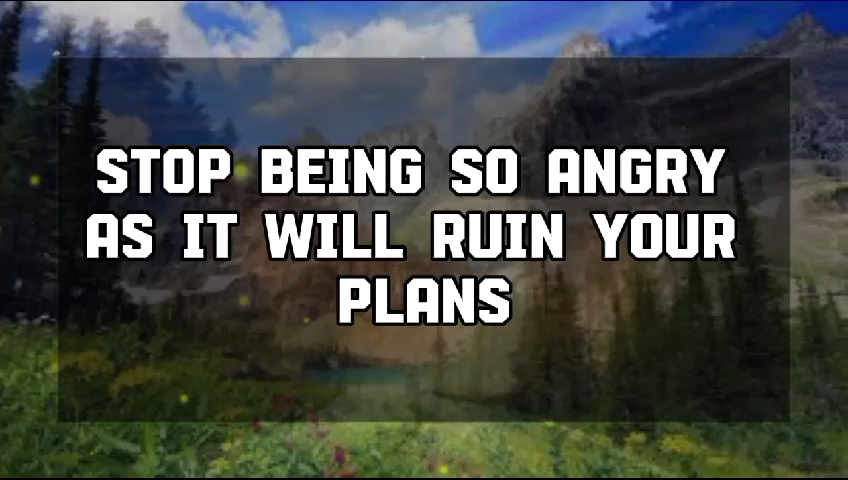 STOP BEING SO ANGRY
AS IT WILL RUIN YOUR
PLANS